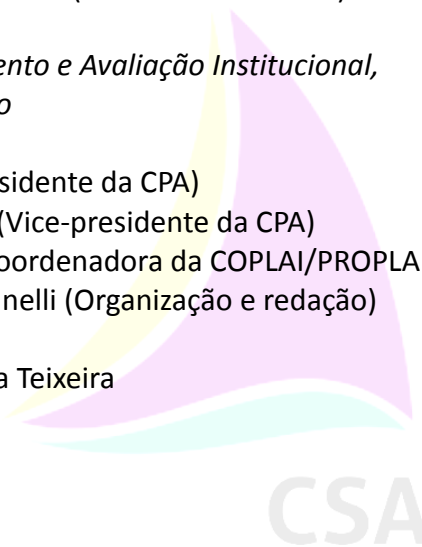 ento e Avaliação Institucional,
o
sidente da CPA)
(Vice-presidente da CPA)
oordenadora da COPLAI/PROPLA
nelli (Organização e redação)
a Teixeira
CSA